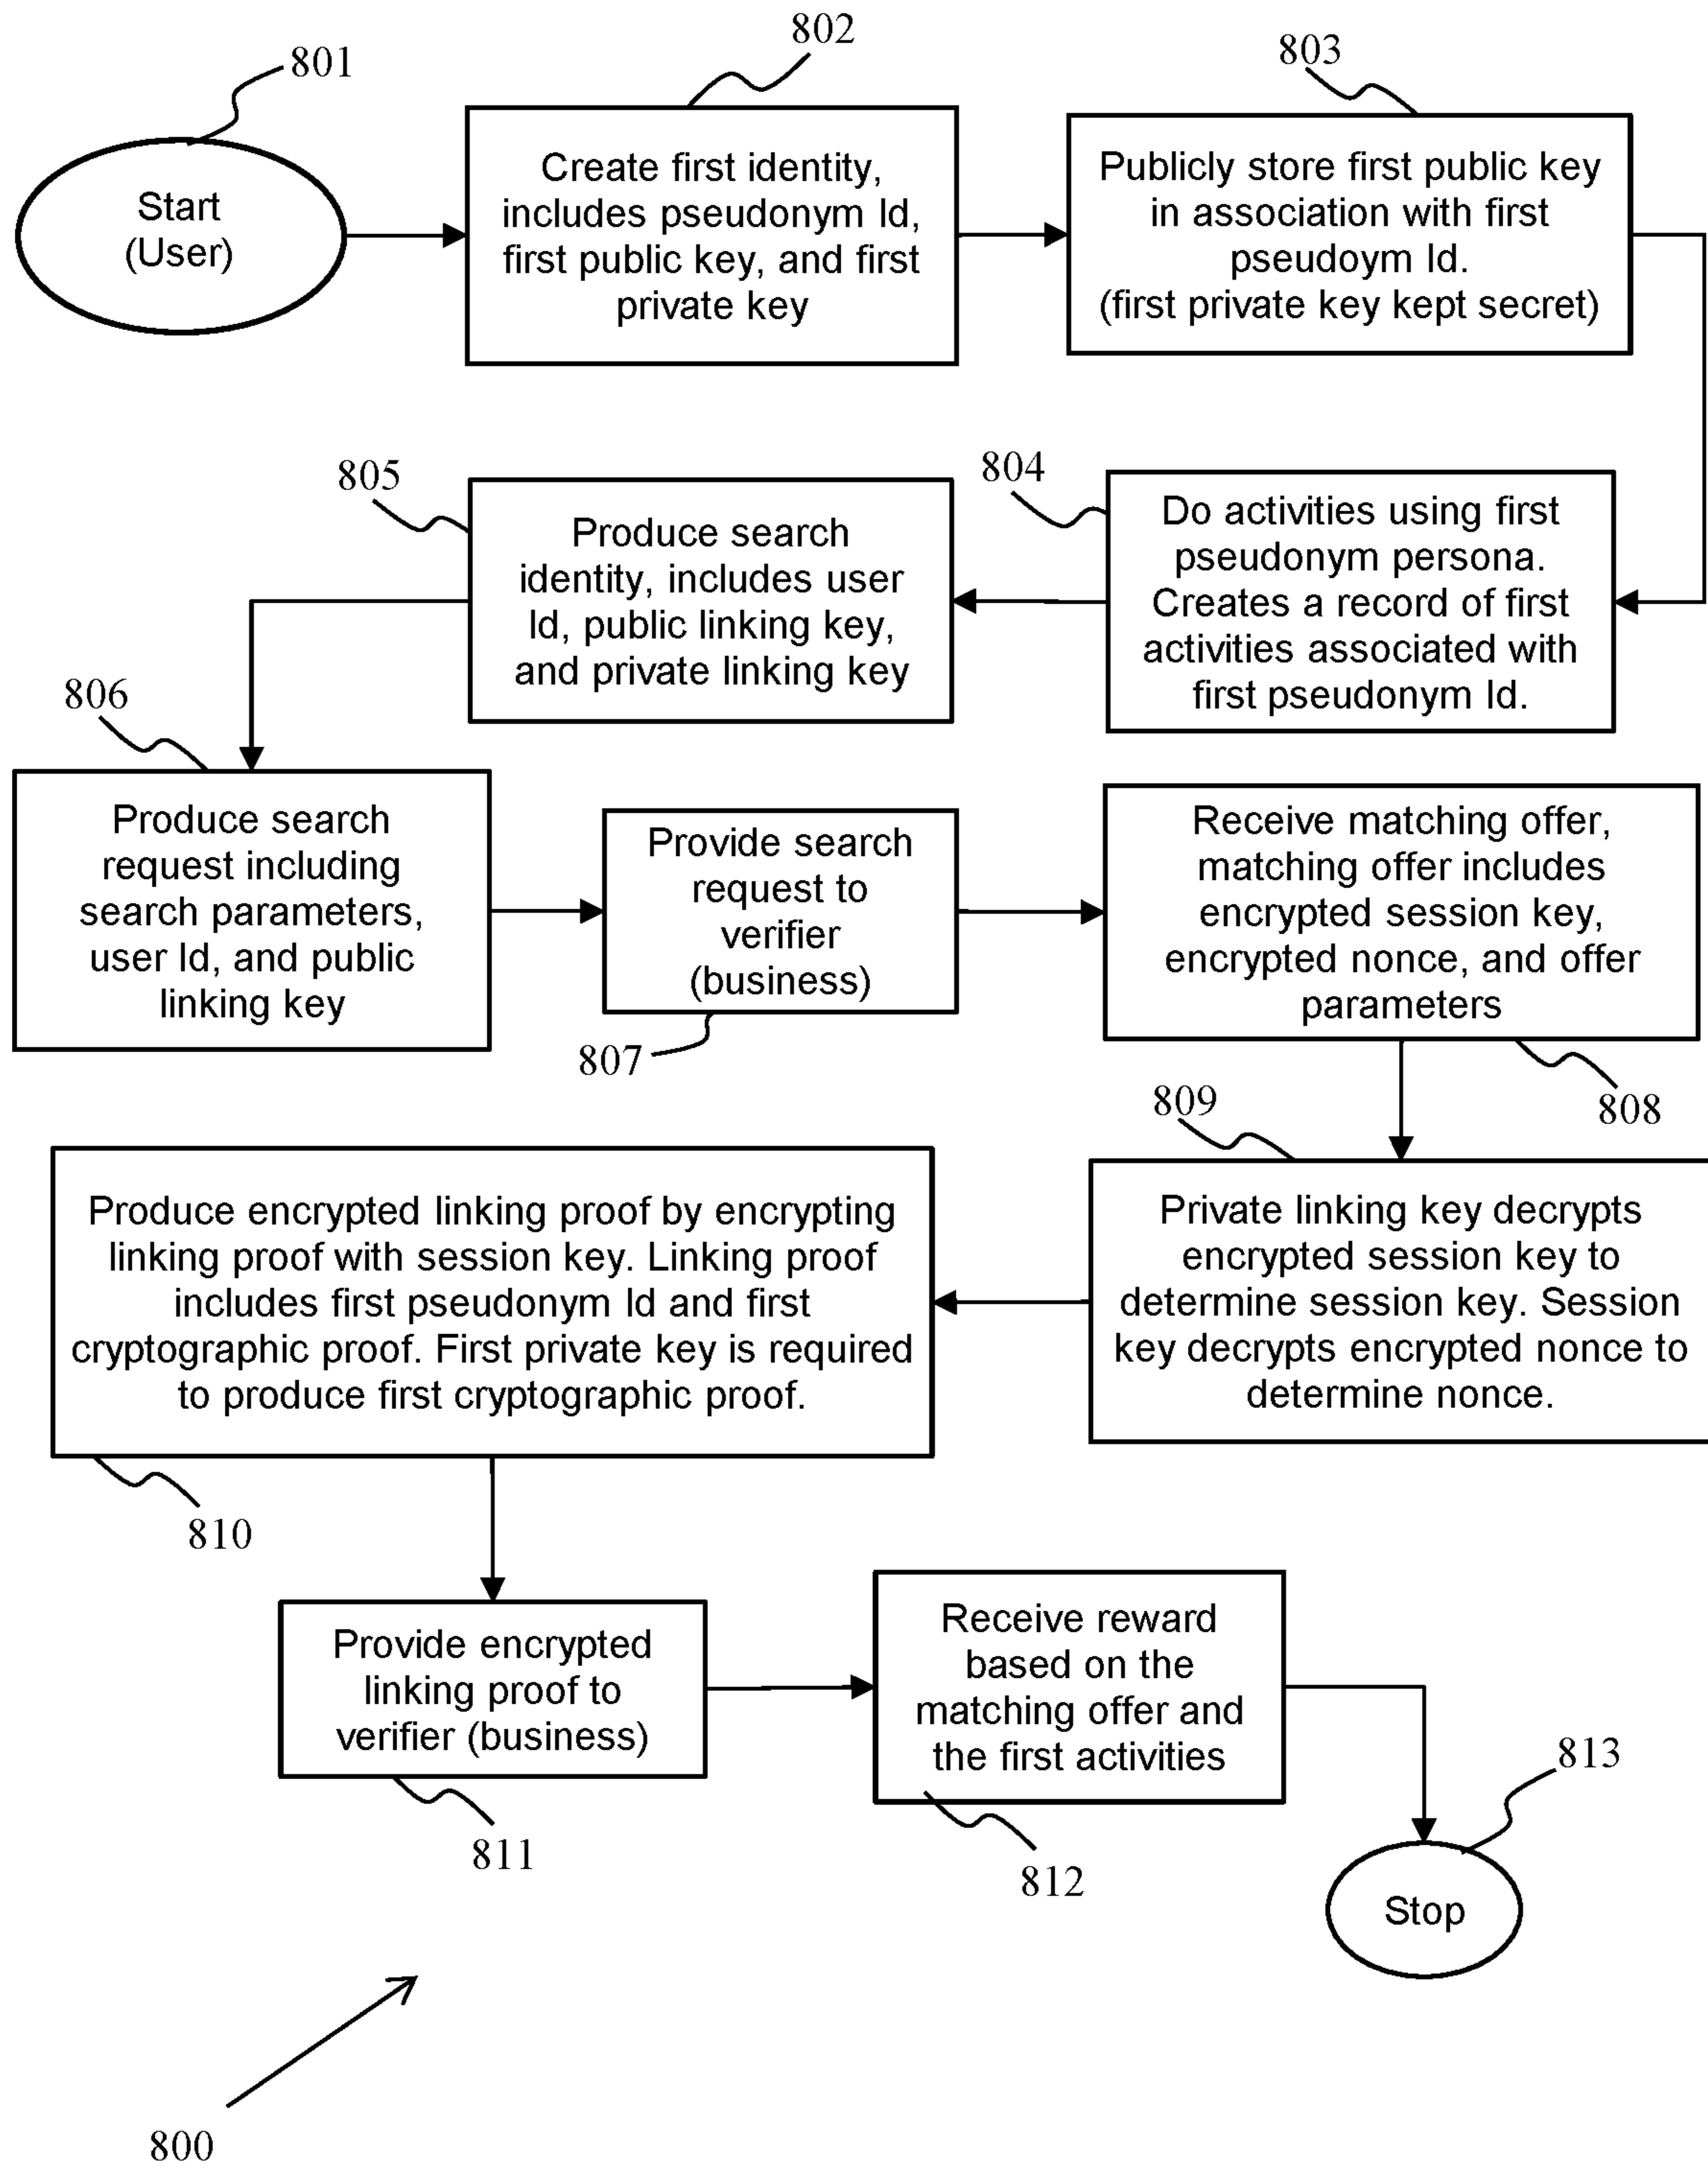 801
802
803
Start
(User)
Create first identity,
includes pseudonym Id,
first public key, and first
private key
Publicly store first public key
in association with first
pseudoym Id.
(first private key kept secret)
804
Do activities using first
pseudonym persona.
Creates a record of first
activities associated with
first pseudonym Id.
805
Produce search
identity, includes user
Id, public linking key,
and private linking key
806
Produce search
request including
search parameters,
user Id, and public
linking key
Provide search
request to
verifier
(business)
807
Receive matching offer,
matching offer includes
encrypted session key,
encrypted nonce, and offer
parameters
808
809
Private linking key decrypts
encrypted session key to
determine session key. Session
key decrypts encrypted nonce to
determine nonce.
Produce encrypted linking proof by encrypting
linking proof with session key. Linking proof
includes first pseudonym Id and first
cryptographic proof. First private key is required
to produce first cryptographic proof.
810
Provide encrypted
linking proof to
verifier (business)
811
Receive reward
based on the
matching offer and
the first activities
812
813
Stop
800